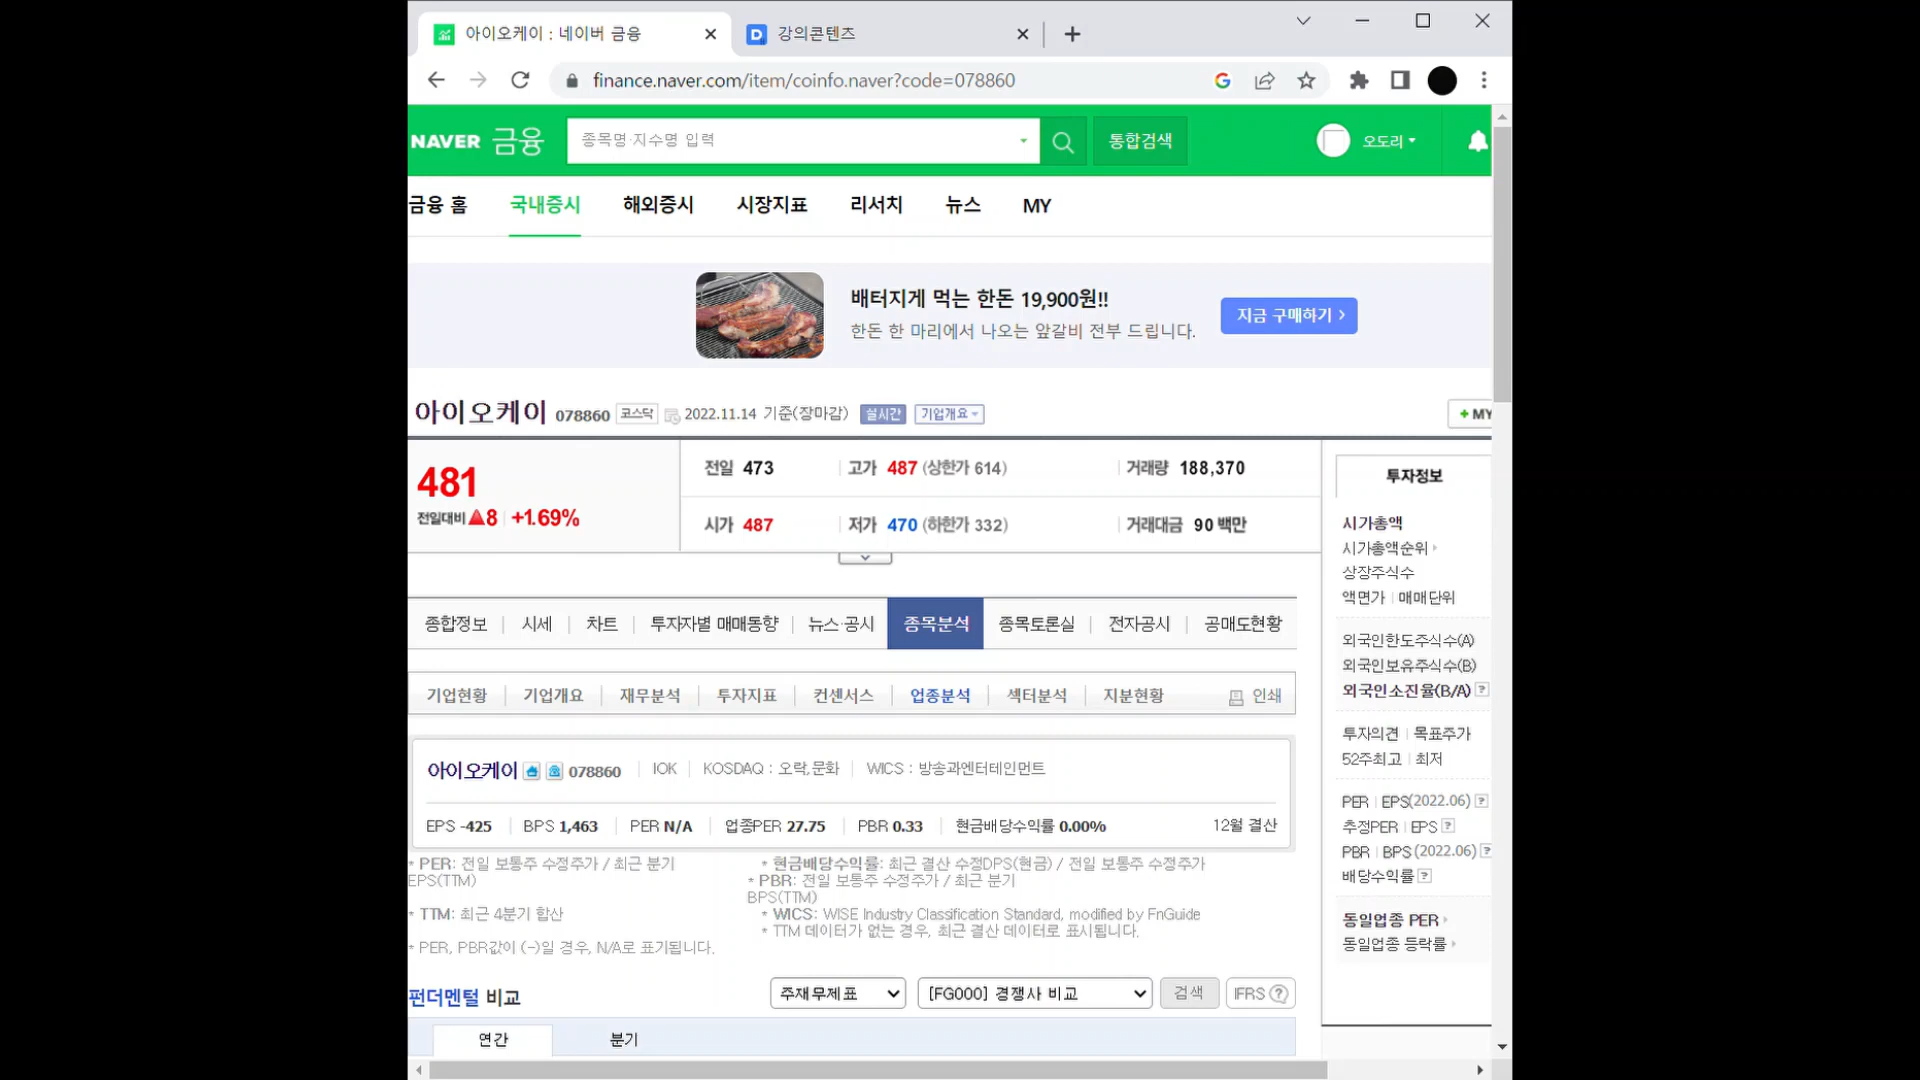 아이오케이 : 네이버 금융
강의콘텐츠
finance.naver.com/item/coinfo.naver?code=078860
NAVER 금융
종목명·지수명 입력
통합검색
오도리
금융 홈 국내증시 해외증시 시장지표 리서치 뉴스 MY
배터지게 먹는 한돈 19,900원!!
한돈 한 마리에서 나오는 앞갈비 전부 드립니다.
지금 구매하기 >
아이오케이 078860 코스닥 2022.11.14 기준(장마감) 실시간 기업개요
+ MY
481
전일대비 ▲8 +1.69%
전일 473 고가 487 (상한가 614) 거래량 188,370
시가 487 저가 470 (하한가 332) 거래대금 90 백만
종합정보 시세 차트 투자자별 매매동향 뉴스·공시 종목분석 종목토론실 전자공시 공매도현황
기업현황 기업개요 재무분석 투자지표 컨센서스 업종분석 섹터분석 지분현황 인쇄
아이오케이 078860 IOK KOSDAQ : 오락,문화 WICS : 방송과엔터테인먼트
EPS -425 BPS 1,463 PER N/A 업종PER 27.75 PBR 0.33 현금배당수익률 0.00% 12월 결산
* PER: 전일 보통주 수정주가 / 최근 분기
EPS(TTM)
* TTM: 최근 4분기 합산
* PER, PBR값이 (-)일 경우, N/A로 표기됩니다.
* 현금배당수익률: 최근 결산 수정DPS(현금) / 전일 보통주 수정주가
* PBR: 전일 보통주 수정주가 / 최근 분기
BPS(TTM)
* WICS: WISE Industry Classification Standard, modified by FnGuide
* TTM 데이터가 없는 경우, 최근 결산 데이터로 표시됩니다.
펀더멘털 비교
주재무제표
[FG000] 경쟁사 비교
검색
IFRS ?
연간 분기
투자정보
시가총액
시가총액순위
상장주식수
액면가 매매단위
외국인한도주식수(A)
외국인보유주식수(B)
외국인소진율(B/A) ?
투자의견 목표주가
52주최고 최저
PER EPS(2022.06) ?
추정PER EPS ?
PBR BPS (2022.06) ?
배당수익률 ?
동일업종 PER
동일업종 등락률